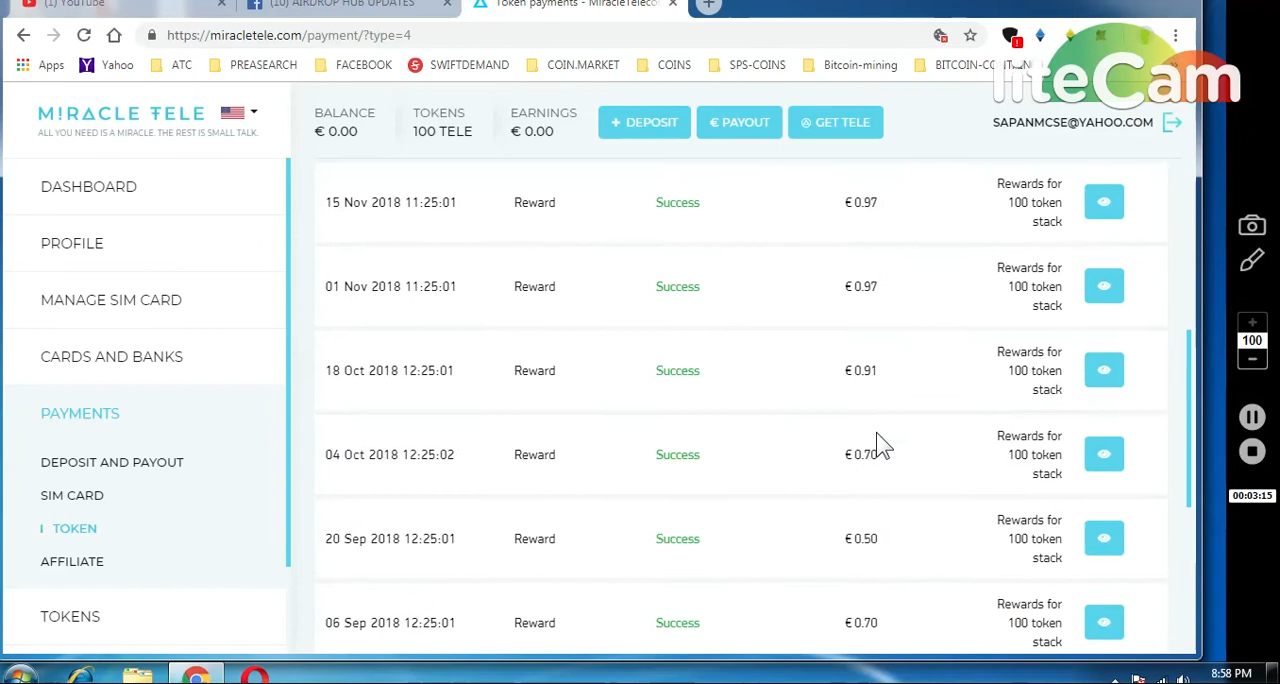 (1) YouTube
(10) AIRDROP HUB UPDATES
Token payments - MiracleTeleco
https://miracletele.com/payment/?type=4
Apps Yahoo ATC PREASEARCH FACEBOOK SWIFTDEMAND COIN.MARKET COINS SPS-COINS Bitcoin-mining
liteCam
M!RACLE TELE
ALL YOU NEED IS A MIRACLE. THE REST IS SMALL TALK.
BALANCE TOKENS EARNINGS
€ 0.00 100 TELE € 0.00
+ DEPOSIT € PAYOUT GET TELE
SAPANMCSE@YAHOO.COM
DASHBOARD
PROFILE
MANAGE SIM CARD
CARDS AND BANKS
PAYMENTS
DEPOSIT AND PAYOUT
SIM CARD
TOKEN
AFFILIATE
TOKENS
15 Nov 2018 11:25:01 Reward Success € 0.97
Rewards for
100 token
stack
01 Nov 2018 11:25:01 Reward Success € 0.97
Rewards for
100 token
stack
18 Oct 2018 12:25:01 Reward Success € 0.91
Rewards for
100 token
stack
04 Oct 2018 12:25:02 Reward Success € 0.70
Rewards for
100 token
stack
20 Sep 2018 12:25:01 Reward Success € 0.50
Rewards for
100 token
stack
06 Sep 2018 12:25:01 Reward Success € 0.70
Rewards for
100 token
stack
100
00:03:15
8:58 PM